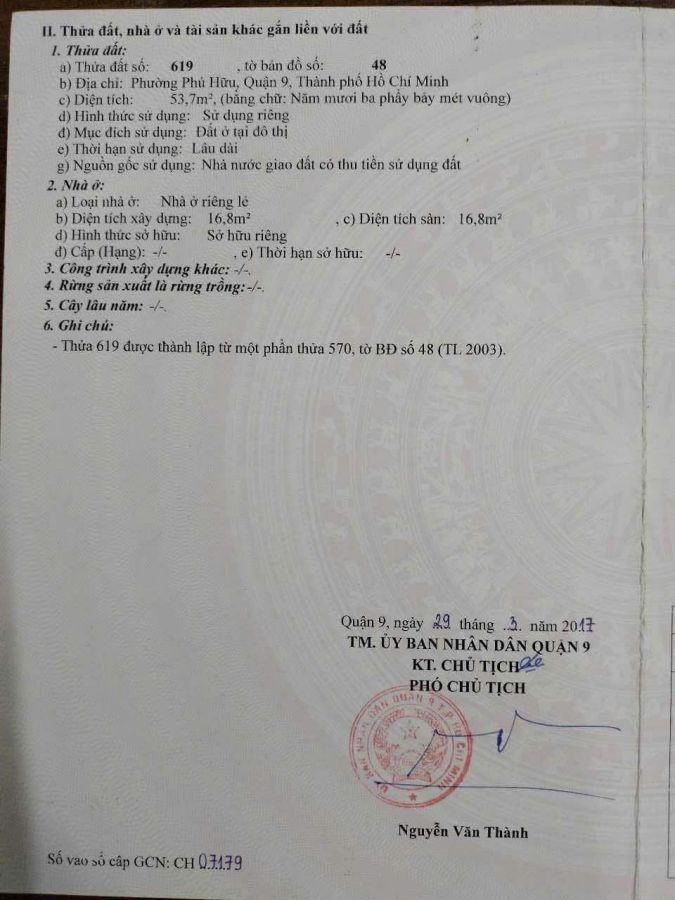 II. Thửa đất, nhà ở và tài sản khác gắn liền với đất
1. Thửa đất:
a) Thửa đất số: 619 , tờ bản đồ số: 48
b) Địa chỉ: Phường Phú Hữu, Quận 9, Thành phố Hồ Chí Minh
c) Diện tích: 53,7m², (bằng chữ: Năm mươi ba phẩy bảy mét vuông)
d) Hình thức sử dụng: Sử dụng riêng
đ) Mục đích sử dụng: Đất ở tại đô thị
e) Thời hạn sử dụng: Lâu dài
g) Nguồn gốc sử dụng: Nhà nước giao đất có thu tiền sử dụng đất
2. Nhà ở:
a) Loại nhà ở: Nhà ở riêng lẻ
b) Diện tích xây dựng: 16,8m² , c) Diện tích sàn: 16,8m²
d) Hình thức sở hữu: Sở hữu riêng
đ) Cấp (Hạng): -/- , e) Thời hạn sở hữu: -/-
3. Công trình xây dựng khác: -/-.
4. Rừng sản xuất là rừng trồng:-/-.
5. Cây lâu năm: -/-.
6. Ghi chú:
- Thửa 619 được thành lập từ một phần thửa 570, tờ BĐ số 48 (TL 2003).
Quận 9, ngày 29 tháng .3. năm 2017
TM. ỦY BAN NHÂN DÂN QUẬN 9
KT. CHỦ TỊCH
PHÓ CHỦ TỊCH
ỦY BAN NHÂN DÂN QUẬN 9 T.P HỒ CHÍ MINH
Nguyễn Văn Thành
Số vào sổ cấp GCN: CH 07179